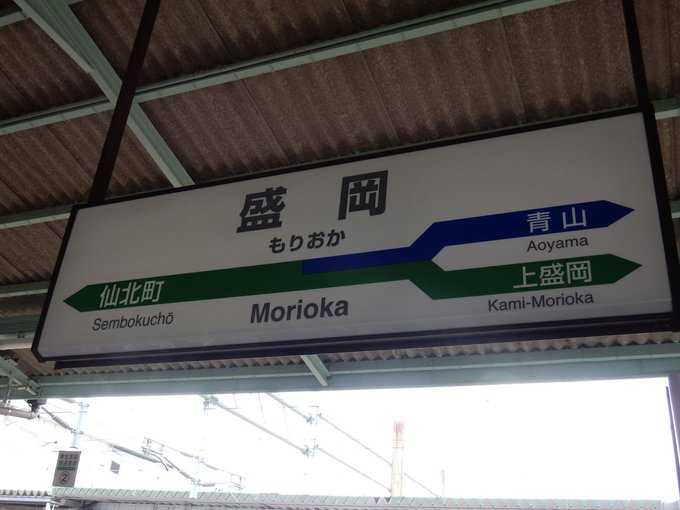 盛岡
もりおか
青山
Aoyama
仙北町
Sembokuchō
Morioka
上盛岡
Kami-Morioka
②